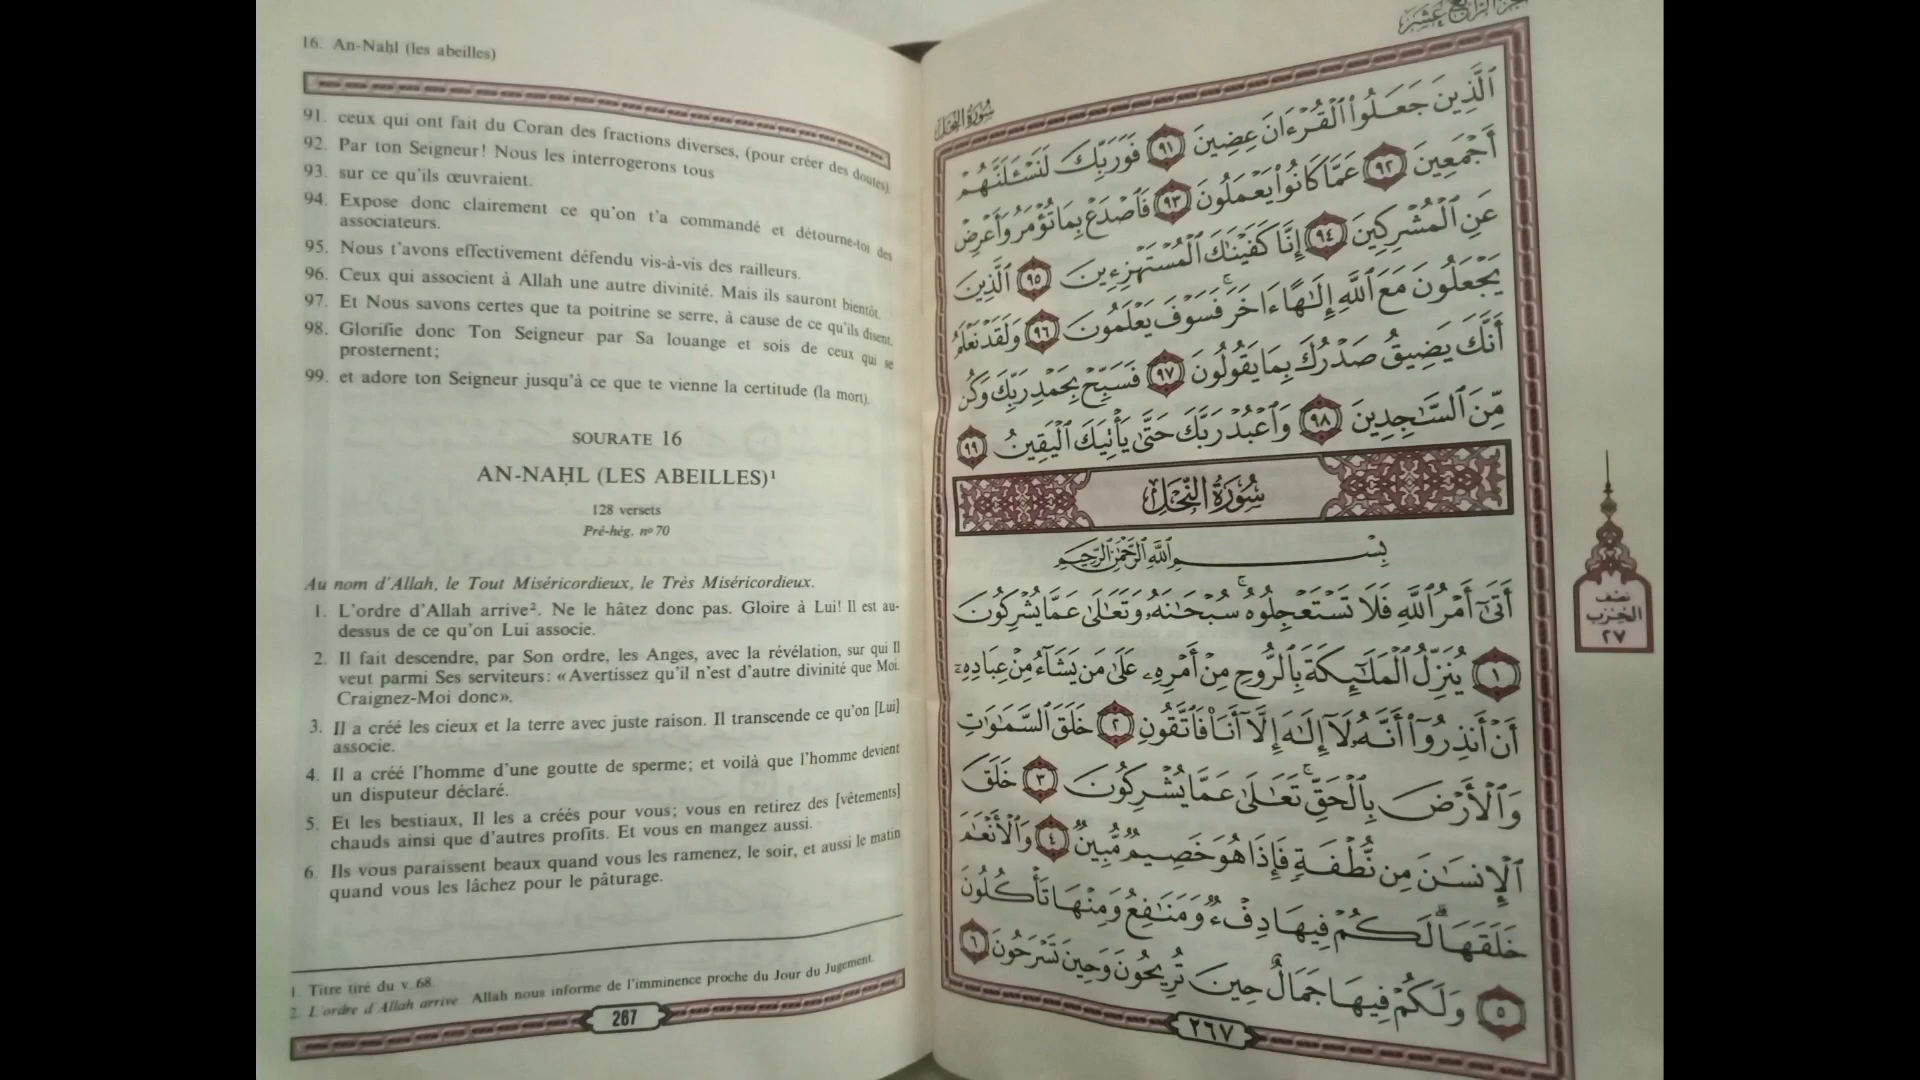 16. An-Naḥl (les abeilles)
91. ceux qui ont fait du Coran des fractions diverses, (pour créer des doutes)
92. Par ton Seigneur! Nous les interrogerons tous
93. sur ce qu'ils œuvraient.
94. Expose donc clairement ce qu'on t'a commandé et détourne-toi des
associateurs.
95. Nous t'avons effectivement défendu vis-à-vis des railleurs.
96. Ceux qui associent à Allah une autre divinité. Mais ils sauront bientôt.
97. Et Nous savons certes que ta poitrine se serre, à cause de ce qu'ils disent.
98. Glorifie donc Ton Seigneur par Sa louange et sois de ceux qui se
prosternent;
99. et adore ton Seigneur jusqu'à ce que te vienne la certitude (la mort).
SOURATE 16
AN-NAḤL (LES ABEILLES)¹
128 versets
Pré-hég. nº 70
Au nom d'Allah, le Tout Miséricordieux, le Très Miséricordieux.
1. L'ordre d'Allah arrive². Ne le hâtez donc pas. Gloire à Lui! Il est au-
dessus de ce qu'on Lui associe.
2. Il fait descendre, par Son ordre, les Anges, avec la révélation, sur qui Il
veut parmi Ses serviteurs: «Avertissez qu'il n'est d'autre divinité que Moi.
Craignez-Moi donc».
3. Il a créé les cieux et la terre avec juste raison. Il transcende ce qu'on [Lui]
associe.
4. Il a créé l'homme d'une goutte de sperme; et voilà que l'homme devient
un disputeur déclaré.
5. Et les bestiaux, Il les a créés pour vous; vous en retirez des [vêtements]
chauds ainsi que d'autres profits. Et vous en mangez aussi.
6. Ils vous paraissent beaux quand vous les ramenez, le soir, et aussi le matin
quand vous les lâchez pour le pâturage.
1. Titre tiré du v. 68.
2. L'ordre d'Allah arrive. Allah nous informe de l'imminence proche du Jour du Jugement.
267
سُورَةُ النَّحْلِ
ٱلَّذِينَ جَعَلُوا۟ ٱلْقُرْءَانَ عِضِينَ ٩١ فَوَرَبِّكَ لَنَسْـَٔلَنَّهُمْ
أَجْمَعِينَ ٩٢ عَمَّا كَانُوا۟ يَعْمَلُونَ ٩٣ فَٱصْدَعْ بِمَا تُؤْمَرُ وَأَعْرِضْ
عَنِ ٱلْمُشْرِكِينَ ٩٤ إِنَّا كَفَيْنَٰكَ ٱلْمُسْتَهْزِءِينَ ٩٥ ٱلَّذِينَ
يَجْعَلُونَ مَعَ ٱللَّهِ إِلَٰهًا ءَاخَرَ ۚ فَسَوْفَ يَعْلَمُونَ ٩٦ وَلَقَدْ نَعْلَمُ
أَنَّكَ يَضِيقُ صَدْرُكَ بِمَا يَقُولُونَ ٩٧ فَسَبِّحْ بِحَمْدِ رَبِّكَ وَكُن
مِّنَ ٱلسَّٰجِدِينَ ٩٨ وَٱعْبُدْ رَبَّكَ حَتَّىٰ يَأْتِيَكَ ٱلْيَقِينُ ٩٩
سُورَةُ النَّحْلِ
بِسْمِ ٱللَّهِ ٱلرَّحْمَٰنِ ٱلرَّحِيمِ
أَتَىٰٓ أَمْرُ ٱللَّهِ فَلَا تَسْتَعْجِلُوهُ ۚ سُبْحَٰنَهُۥ وَتَعَٰلَىٰ عَمَّا يُشْرِكُونَ
١ يُنَزِّلُ ٱلْمَلَٰٓئِكَةَ بِٱلرُّوحِ مِنْ أَمْرِهِۦ عَلَىٰ مَن يَشَآءُ مِنْ عِبَادِهِۦٓ
أَنْ أَنذِرُوٓا۟ أَنَّهُۥ لَآ إِلَٰهَ إِلَّآ أَنَا۠ فَٱتَّقُونِ ٢ خَلَقَ ٱلسَّمَٰوَٰتِ
وَٱلْأَرْضَ بِٱلْحَقِّ ۚ تَعَٰلَىٰ عَمَّا يُشْرِكُونَ ٣ خَلَقَ
ٱلْإِنسَٰنَ مِن نُّطْفَةٍ فَإِذَا هُوَ خَصِيمٌ مُّبِينٌ ٤ وَٱلْأَنْعَٰمَ
خَلَقَهَا ۗ لَكُمْ فِيهَا دِفْءٌ وَمَنَٰفِعُ وَمِنْهَا تَأْكُلُونَ
٥ وَلَكُمْ فِيهَا جَمَالٌ حِينَ تُرِيحُونَ وَحِينَ تَسْرَحُونَ ٦
٢٦٧
نصف
الحزب
٢٧